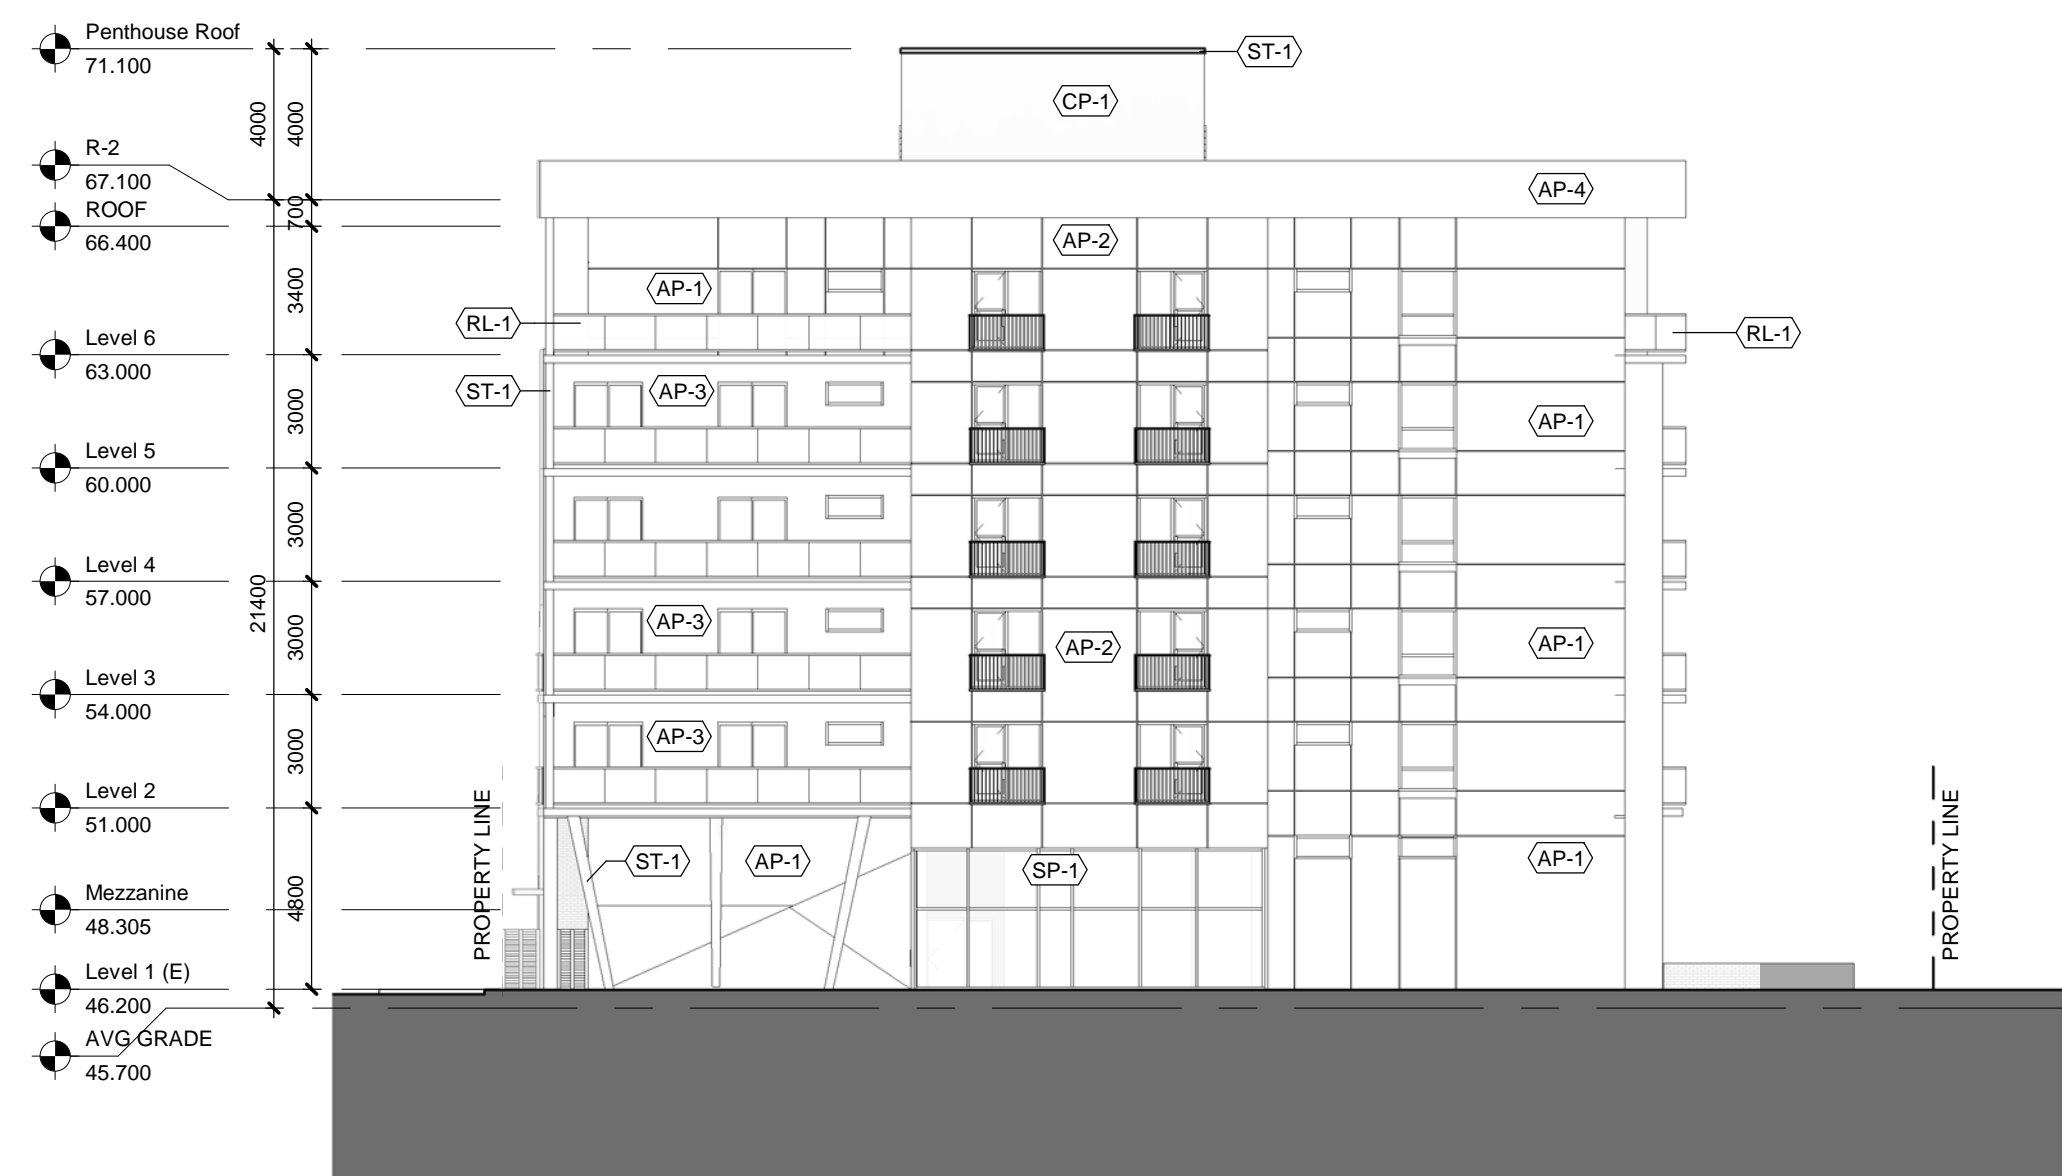 Penthouse Roof
71.100
R-2
67.100
ROOF
66.400
Level 6
63.000
Level 5
60.000
Level 4
57.000
Level 3
54.000
Level 2
51.000
Mezzanine
48.305
Level 1 (E)
46.200
AVG GRADE
45.700
4000
21400
4000
700
3400
3000
3000
3000
3000
4800
ST-1
CP-1
AP-4
AP-2
AP-1
RL-1
RL-1
ST-1
AP-3
AP-1
AP-3
AP-2
AP-1
AP-3
ST-1
AP-1
SP-1
AP-1
PROPERTY LINE
PROPERTY LINE